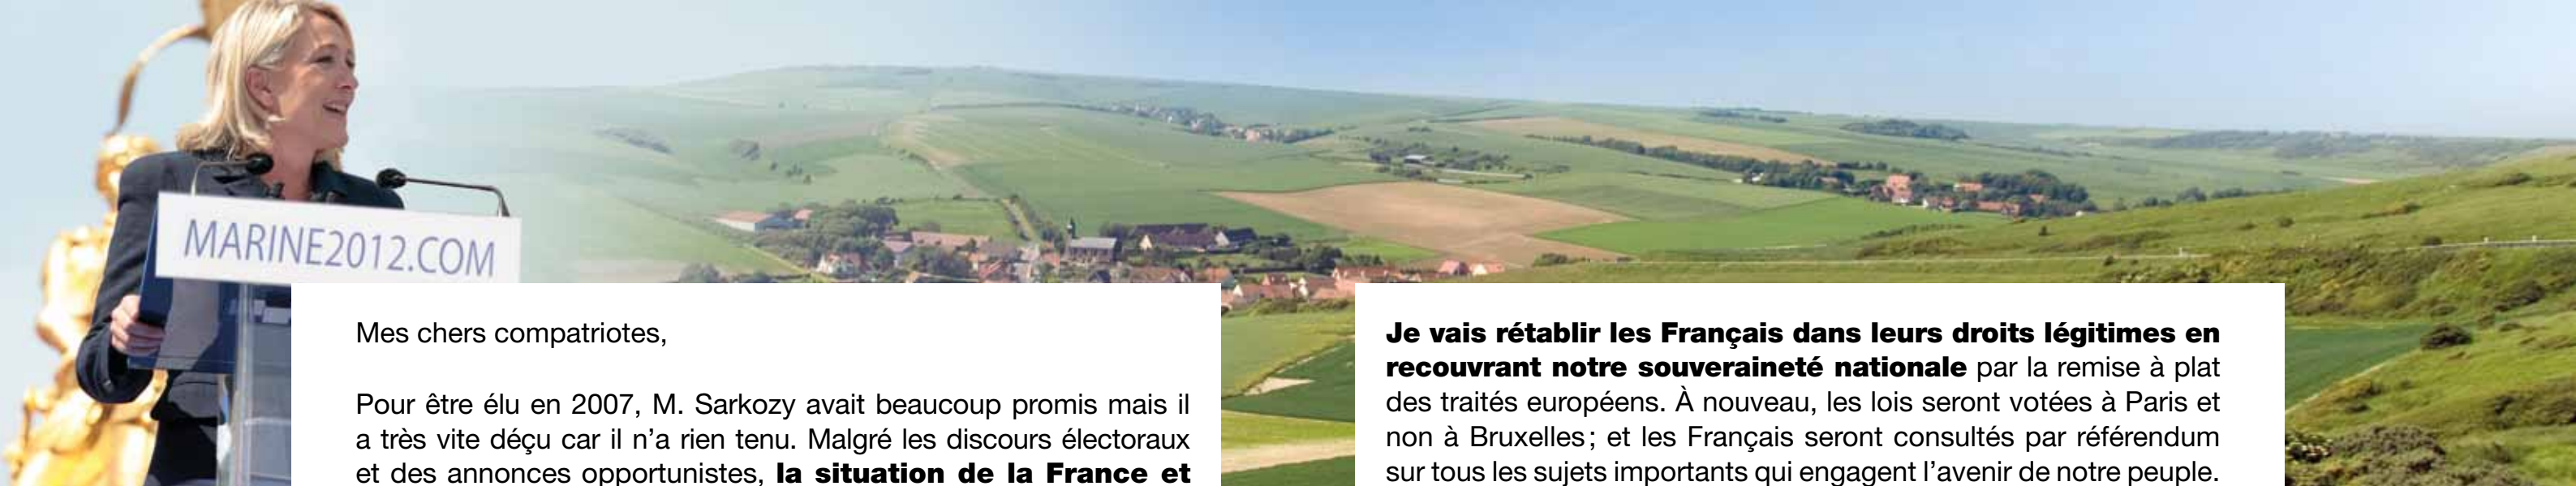 MARINE2012.COM
Mes chers compatriotes,
Pour être élu en 2007, M. Sarkozy avait beaucoup promis mais il
a très vite déçu car il n’a rien tenu. Malgré les discours électoraux
et des annonces opportunistes, la situation de la France et
Je vais rétablir les Français dans leurs droits légitimes en
recouvrant notre souveraineté nationale par la remise à plat
des traités européens. À nouveau, les lois seront votées à Paris et
non à Bruxelles; et les Français seront consultés par référendum
sur tous les sujets importants qui engagent l’avenir de notre peuple.